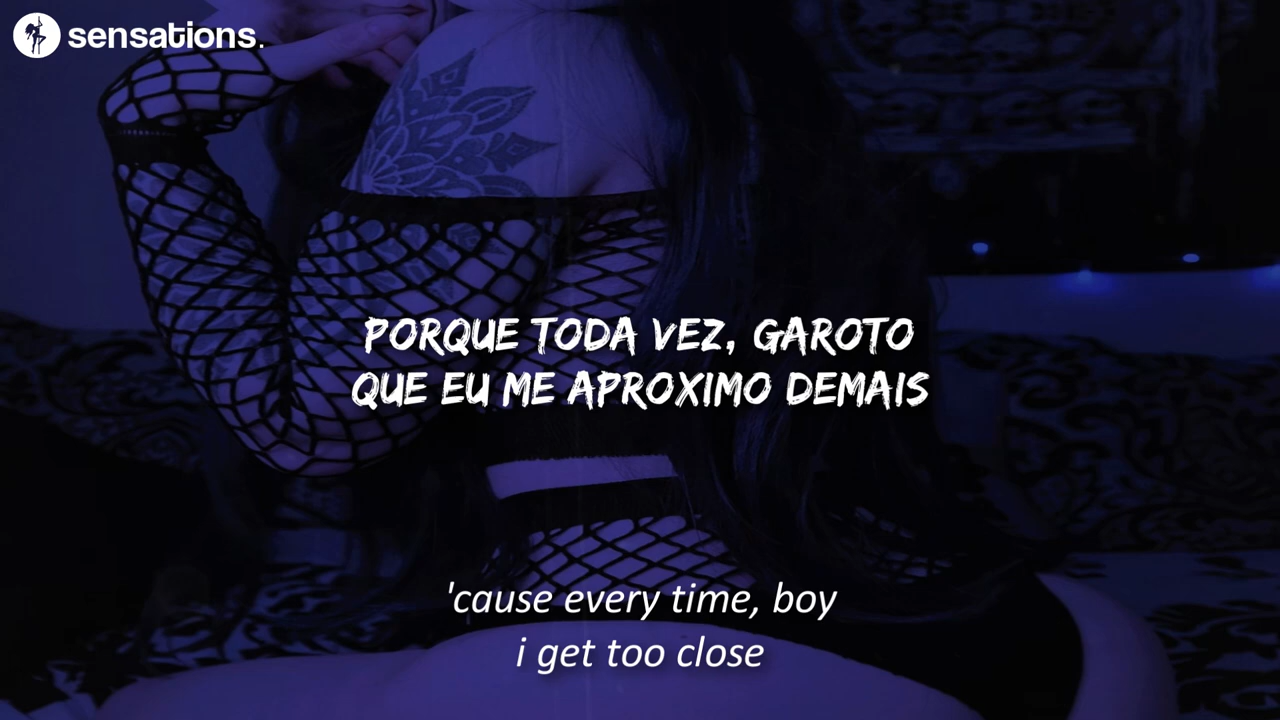 sensations.
PORQUE TODA VEZ, GAROTO
QUE EU ME APROXIMO DEMAIS
'cause every time, boy
i get too close